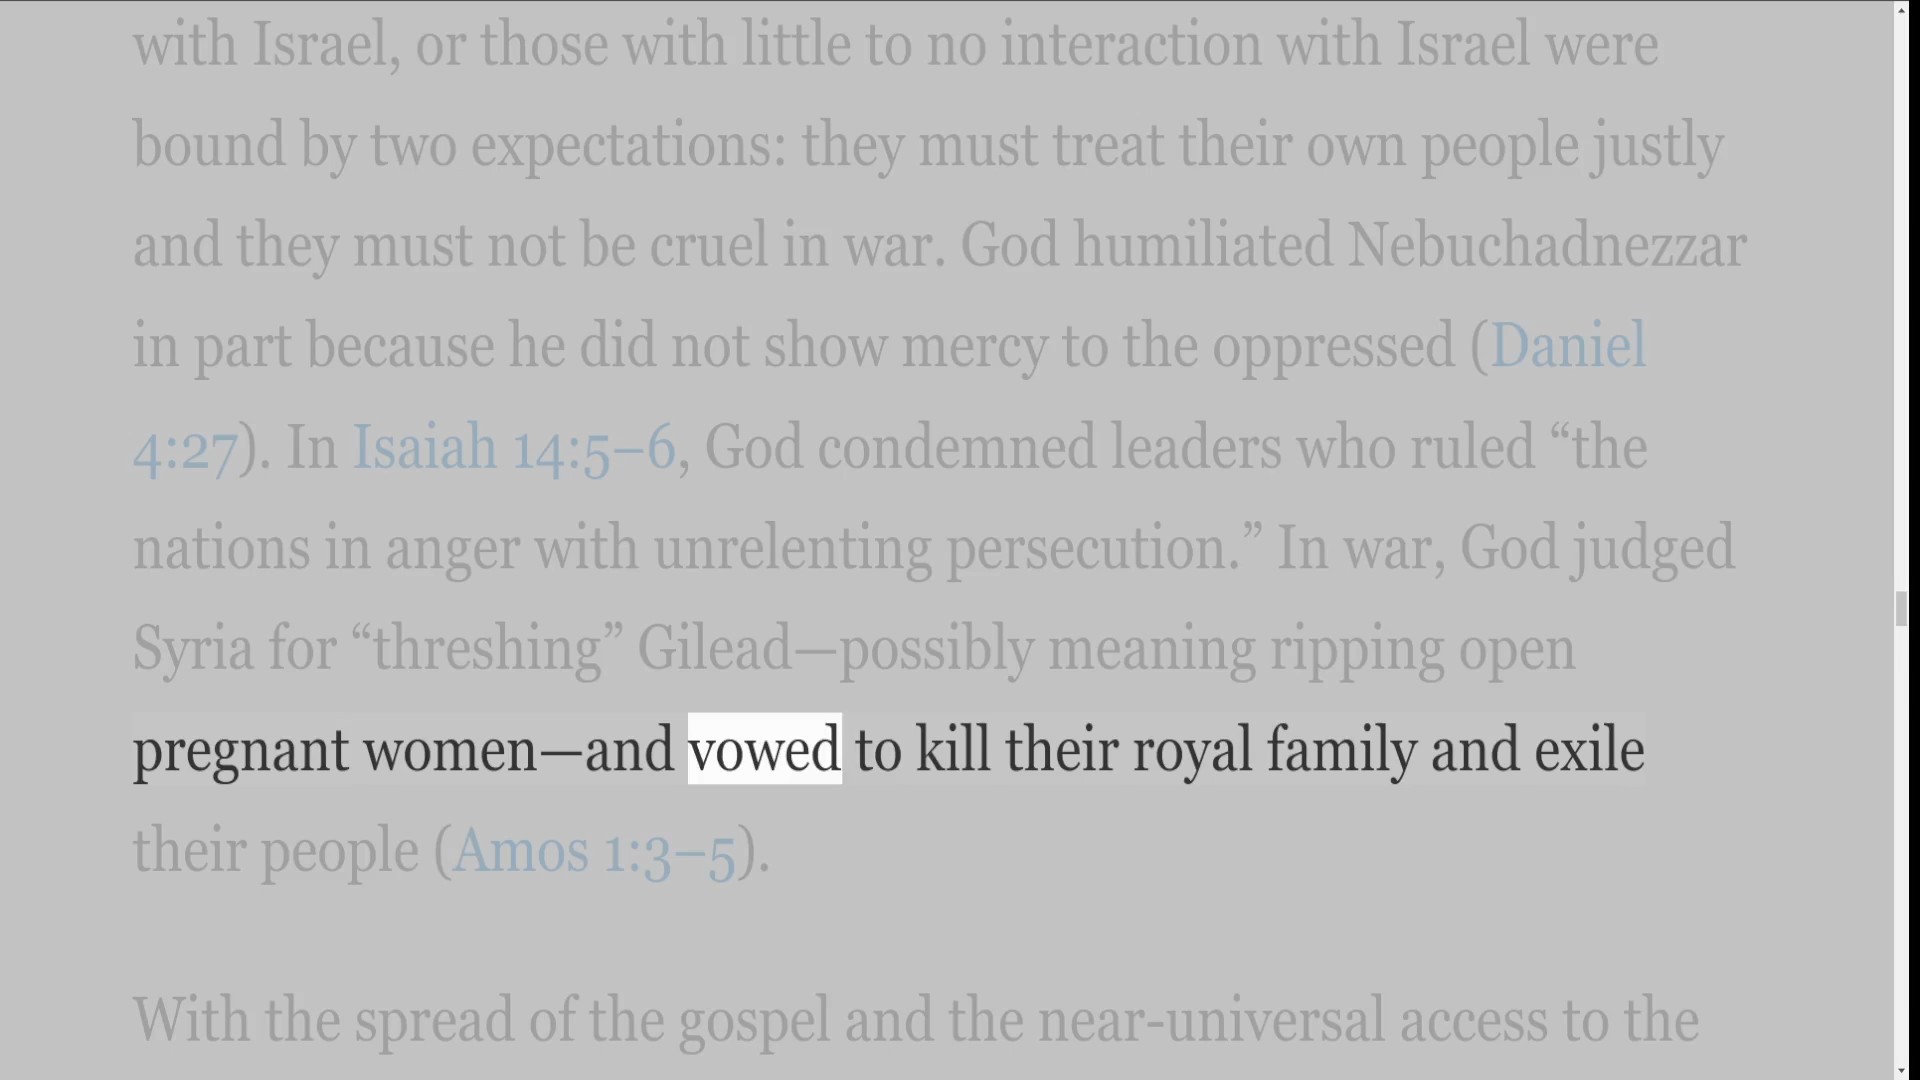 with Israel, or those with little to no interaction with Israel were
bound by two expectations: they must treat their own people justly
and they must not be cruel in war. God humiliated Nebuchadnezzar
in part because he did not show mercy to the oppressed (Daniel
4:27). In Isaiah 14:5–6, God condemned leaders who ruled “the
nations in anger with unrelenting persecution.” In war, God judged
Syria for “threshing” Gilead—possibly meaning ripping open
pregnant women—and vowed to kill their royal family and exile
their people (Amos 1:3–5).
With the spread of the gospel and the near-universal access to the